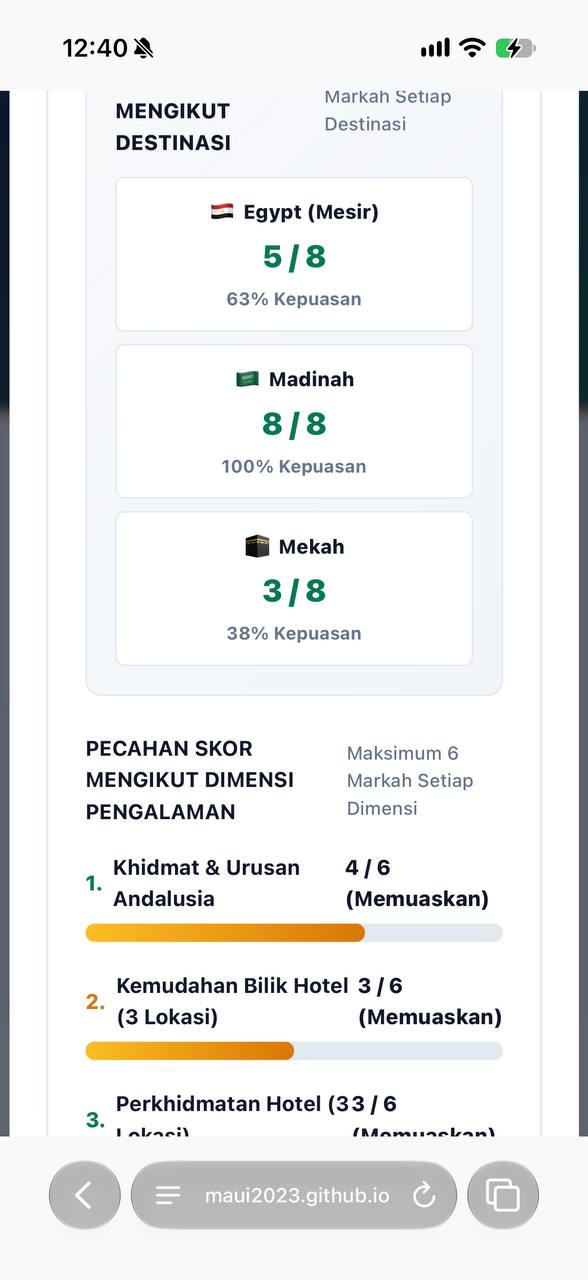 12:40
MENGIKUT
DESTINASI
Markah Setiap
Destinasi
Egypt (Mesir)
5 / 8
63% Kepuasan
Madinah
8 / 8
100% Kepuasan
Mekah
3 / 8
38% Kepuasan
PECAHAN SKOR
MENGIKUT DIMENSI
PENGALAMAN
Maksimum 6
Markah Setiap
Dimensi
1.
Khidmat & Urusan
Andalusia
4 / 6
(Memuaskan)
2.
Kemudahan Bilik Hotel
(3 Lokasi)
3 / 6
(Memuaskan)
3.
Perkhidmatan Hotel (3
Lokasi)
3 / 6
(Memuaskan)
maui2023.github.io